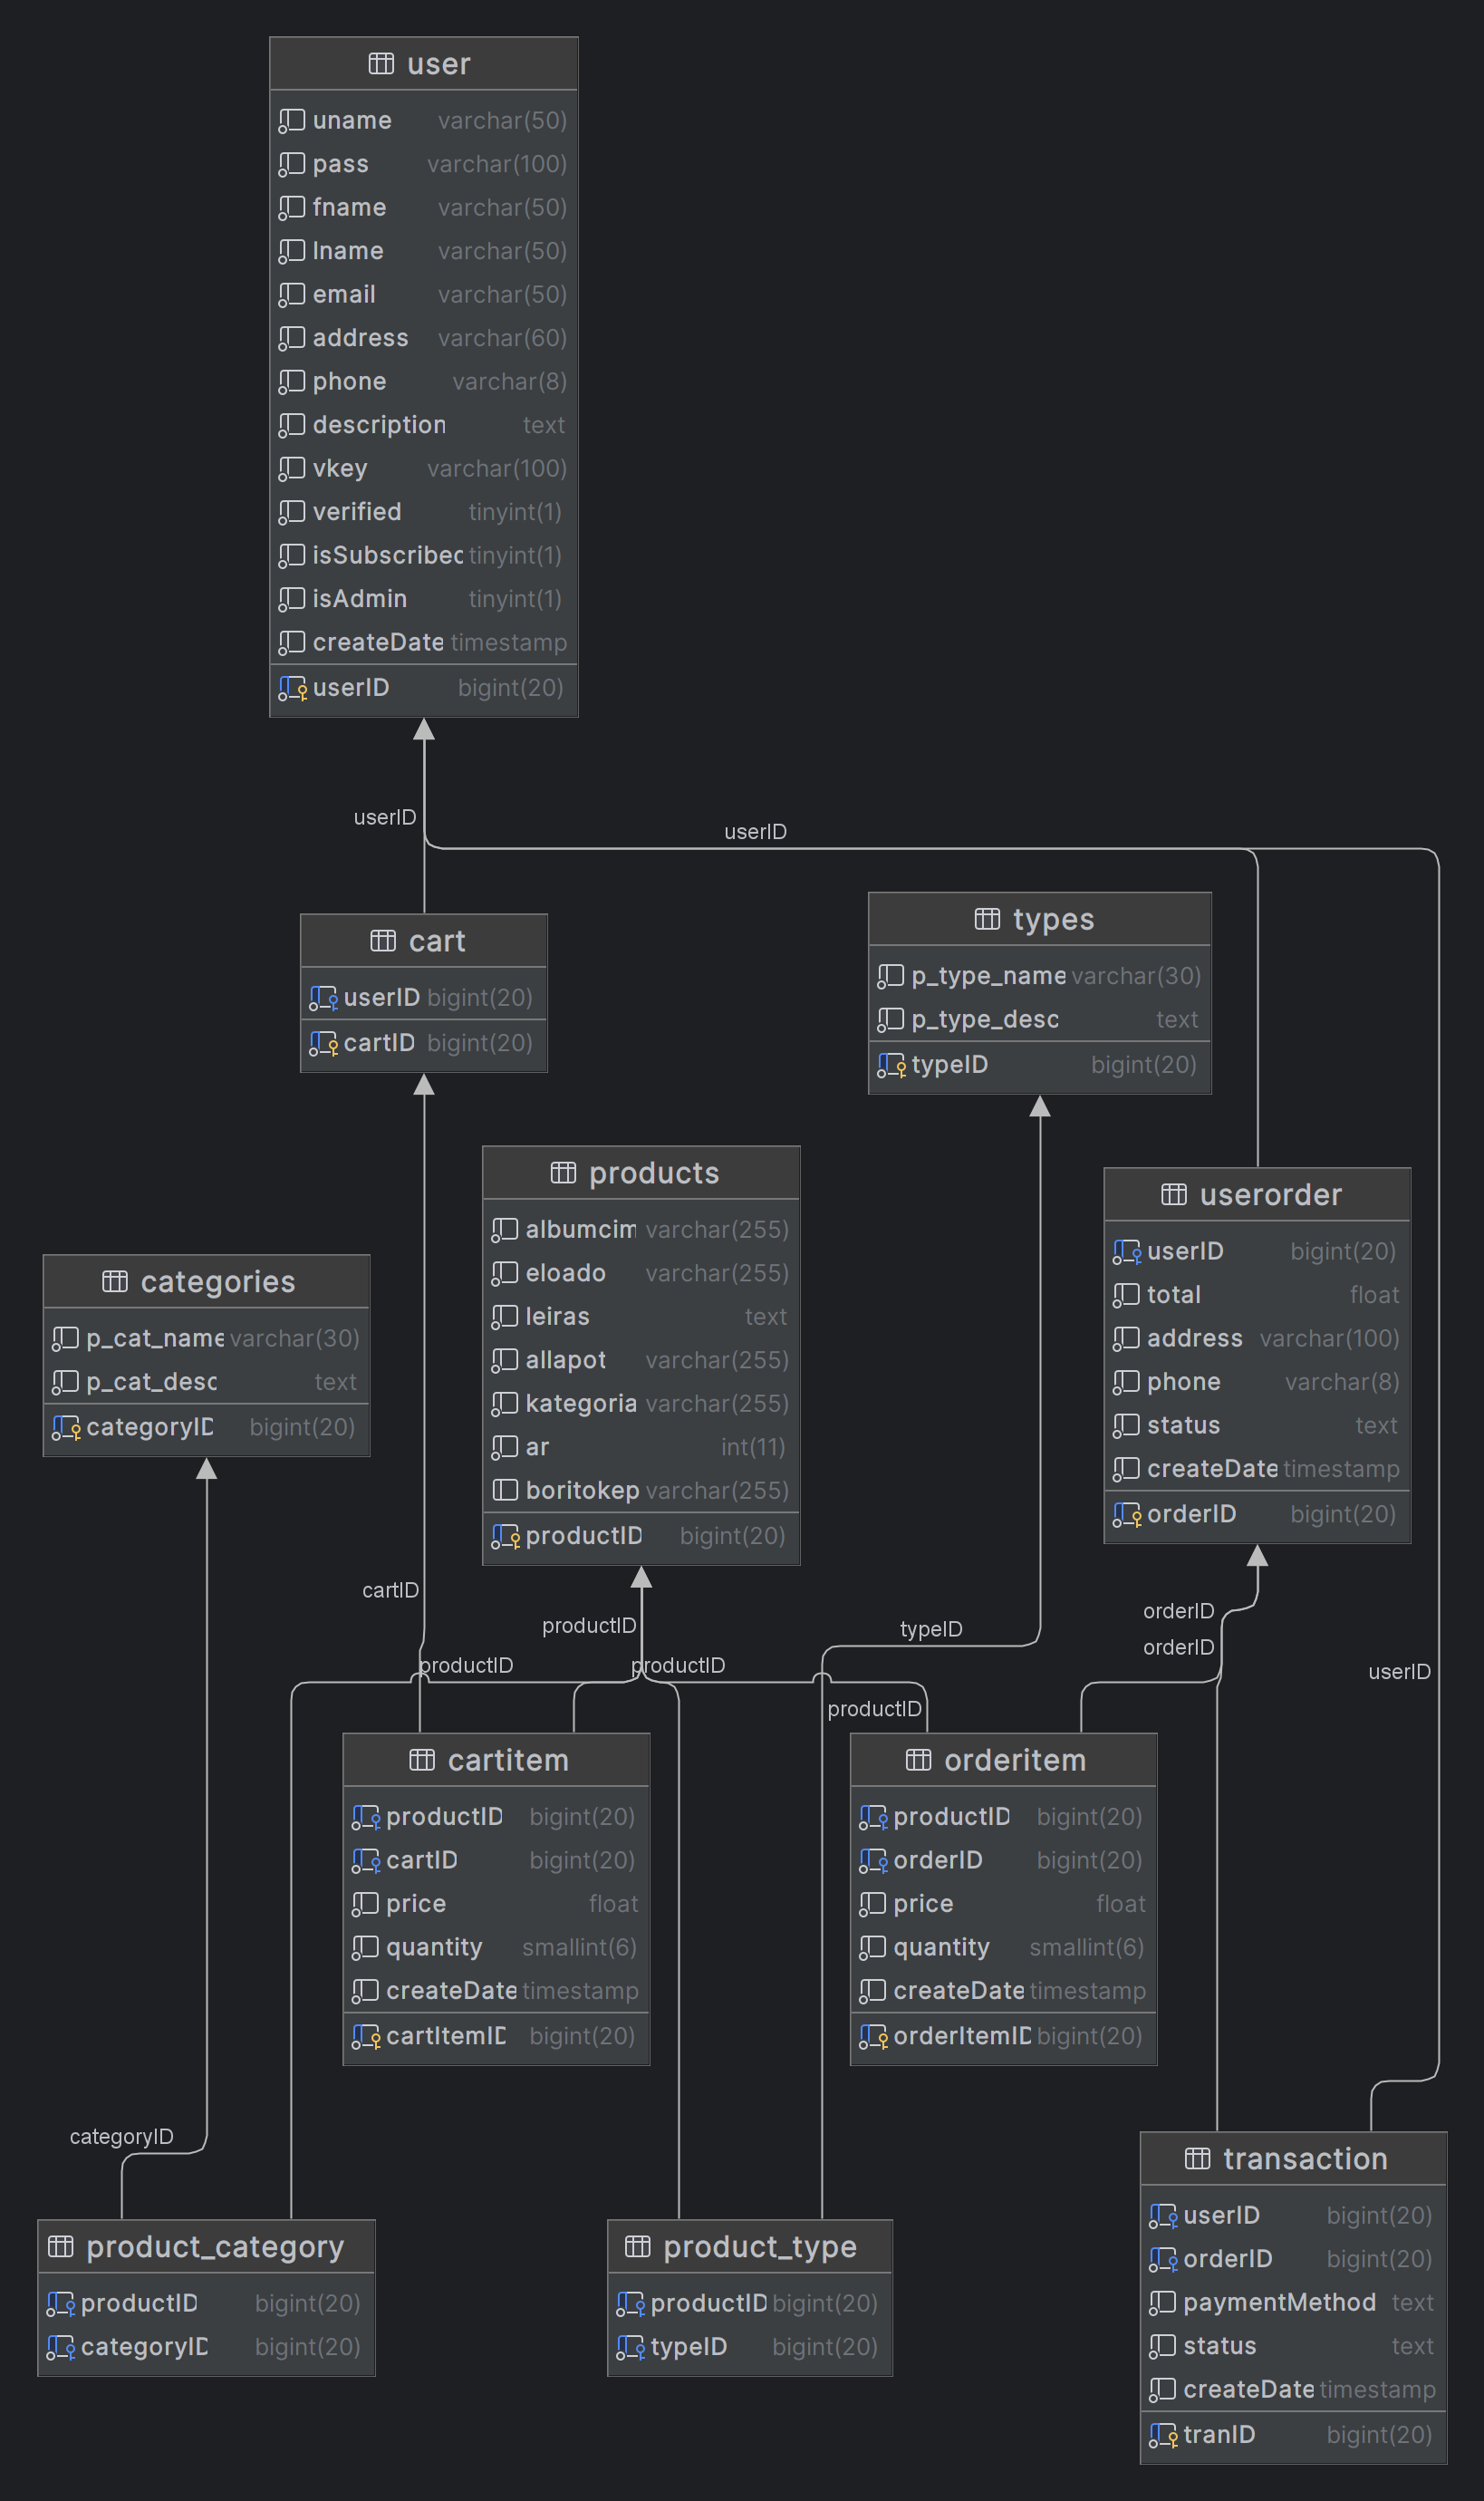 user
uname varchar(50)
pass varchar(100)
fname varchar(50)
lname varchar(50)
email varchar(50)
address varchar(60)
phone varchar(8)
description text
vkey varchar(100)
verified tinyint(1)
isSubscribed tinyint(1)
isAdmin tinyint(1)
createDate timestamp
userID bigint(20)
userID
userID
cart
userID bigint(20)
cartID bigint(20)
types
p_type_name varchar(30)
p_type_desc text
typeID bigint(20)
products
albumcim varchar(255)
eloado varchar(255)
leiras text
allapot varchar(255)
kategoria varchar(255)
ar int(11)
boritokep varchar(255)
productID bigint(20)
userorder
userID bigint(20)
total float
address varchar(100)
phone varchar(8)
status text
createDate timestamp
orderID bigint(20)
categories
p_cat_name varchar(30)
p_cat_desc text
categoryID bigint(20)
cartID
productID
typeID
orderID
orderID
productID
productID
userID
productID
cartitem
productID bigint(20)
cartID bigint(20)
price float
quantity smallint(6)
createDate timestamp
cartItemID bigint(20)
orderitem
productID bigint(20)
orderID bigint(20)
price float
quantity smallint(6)
createDate timestamp
orderItemID bigint(20)
categoryID
product_category
productID bigint(20)
categoryID bigint(20)
product_type
productID bigint(20)
typeID bigint(20)
transaction
userID bigint(20)
orderID bigint(20)
paymentMethod text
status text
createDate timestamp
tranID bigint(20)